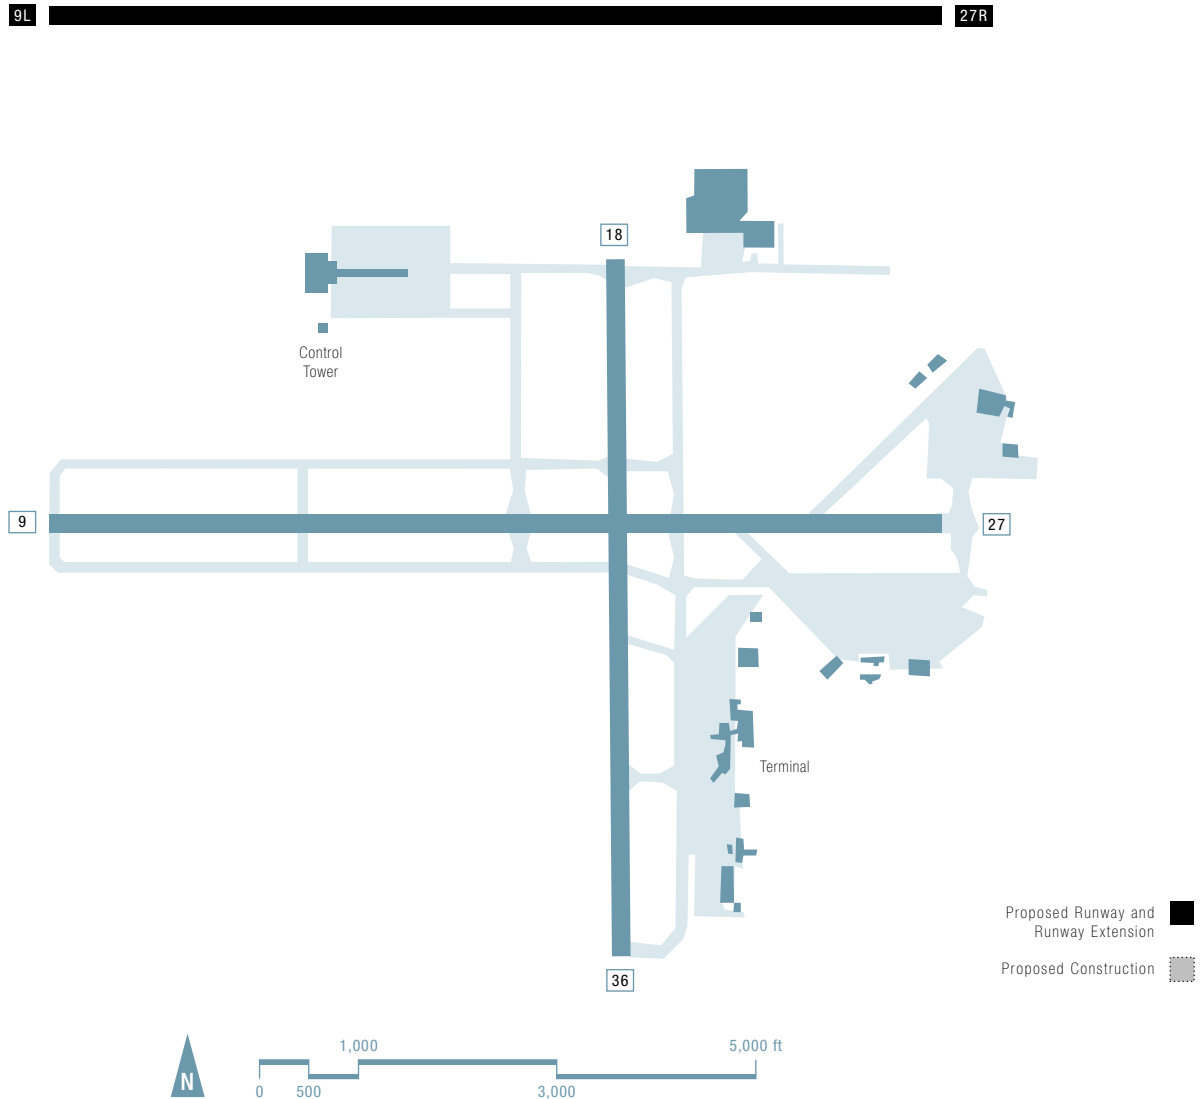 9L
27R
18
Control
Tower
9
27
Terminal
Proposed Runway and
Runway Extension
Proposed Construction
36
N
1,000
5,000 ft
0
500
3,000